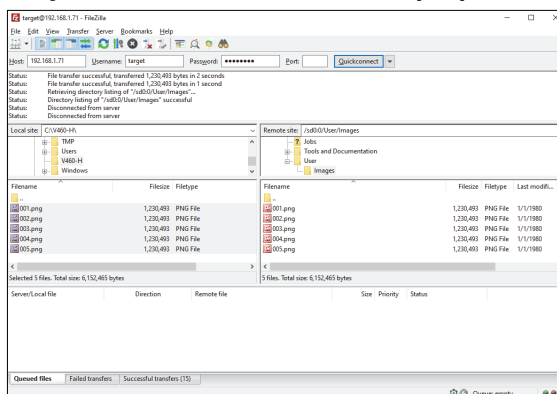 target@192.168.1.71 - FileZilla
File Edit View Transfer Server Bookmarks Help
Host: 192.168.1.71 Username: target Password: ●●●●●●●● Port: Quickconnect
Status: File transfer successful, transferred 1,230,493 bytes in 2 seconds
Status: File transfer successful, transferred 1,230,493 bytes in 1 second
Status: Retrieving directory listing of "/sd0:0/User/Images"...
Status: Directory listing of "/sd0:0/User/Images" successful
Status: Disconnected from server
Status: Disconnected from server
Local site: C:\V460-H\
TMP
Users
V460-H
Windows
Remote site: /sd0:0/User/Images
? Jobs
Tools and Documentation
User
Images
Filename Filesize Filetype
..
001.png 1,230,493 PNG File
002.png 1,230,493 PNG File
003.png 1,230,493 PNG File
004.png 1,230,493 PNG File
005.png 1,230,493 PNG File
Selected 5 files. Total size: 6,152,465 bytes
Filename Filesize Filetype Last modifi...
..
001.png 1,230,493 PNG File 1/1/1980
002.png 1,230,493 PNG File 1/1/1980
003.png 1,230,493 PNG File 1/1/1980
004.png 1,230,493 PNG File 1/1/1980
005.png 1,230,493 PNG File 1/1/1980
5 files. Total size: 6,152,465 bytes
Server/Local file Direction Remote file Size Priority Status
Queued files Failed transfers Successful transfers (15)
Queue: empty